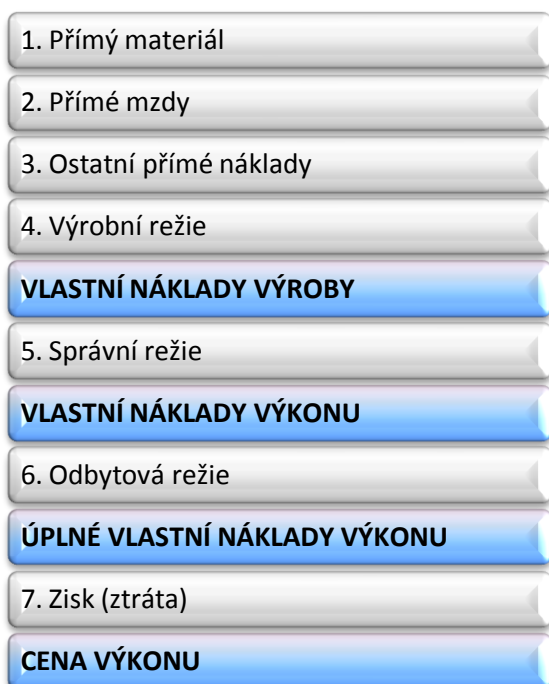 1. Přímý materiál
2. Přímé mzdy
3. Ostatní přímé náklady
4. Výrobní režie
VLASTNÍ NÁKLADY VÝROBY
5. Správní režie
VLASTNÍ NÁKLADY VÝKONU
6. Odbytová režie
ÚPLNÉ VLASTNÍ NÁKLADY VÝKONU
7. Zisk (ztráta)
CENA VÝKONU